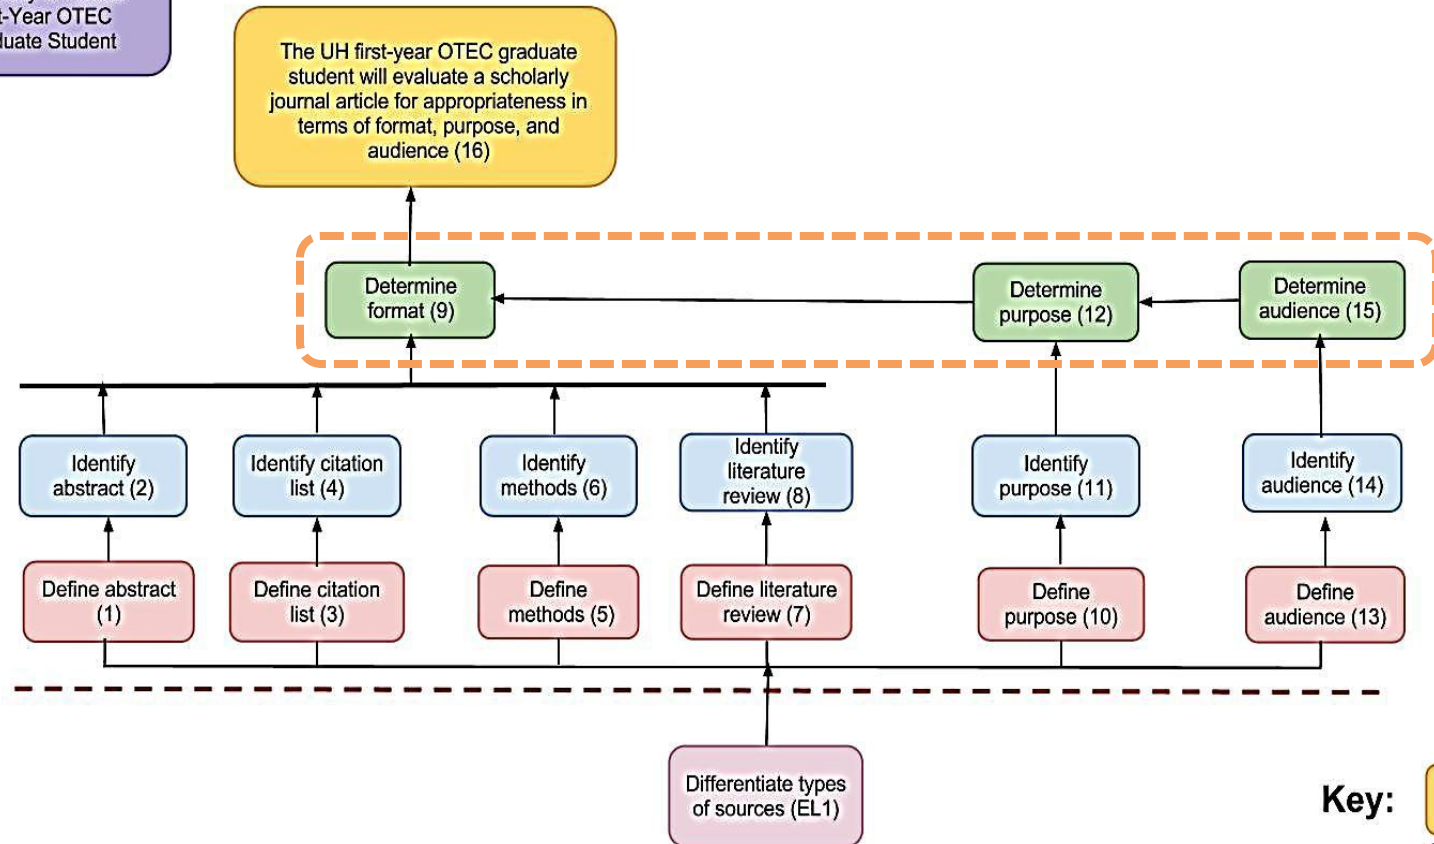 t-Year OTEC
duate Student
The UH first-year OTEC graduate
student will evaluate a scholarly
journal article for appropriateness in
terms of format, purpose, and
audience (16)
Determine
format (9)
Determine
purpose (12)
Determine
audience (15)
Identify
abstract (2)
Identify citation
list (4)
Identify
methods (6)
Identify
literature
review (8)
Identify
purpose (11)
Identify
audience (14)
Define abstract
(1)
Define citation
list (3)
Define
methods (5)
Define literature
review (7)
Define
purpose (10)
Define
audience (13)
Differentiate types
of sources (EL1)
Key: